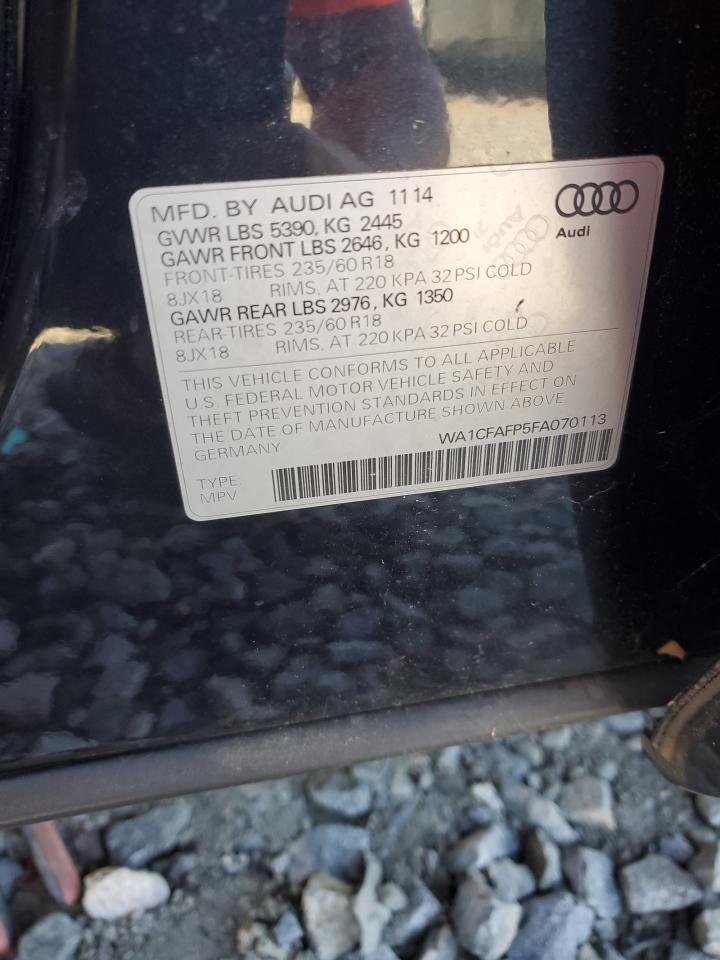 MFD. BY AUDI AG 1114
GVWR LBS 5390, KG 2445
GAWR FRONT LBS 2646, KG 1200
FRONT-TIRES 235/60 R18
8JX18 RIMS, AT 220 KPA 32 PSI COLD
GAWR REAR LBS 2976, KG 1350
REAR-TIRES 235/60 R18
8JX18 RIMS, AT 220 KPA 32 PSI COLD
Audi
THIS VEHICLE CONFORMS TO ALL APPLICABLE
U.S. FEDERAL MOTOR VEHICLE SAFETY AND
THEFT PREVENTION STANDARDS IN EFFECT ON
THE DATE OF MANUFACTURE SHOWN ABOVE
GERMANY WA1CFAFP5FA070113
TYPE:
MPV